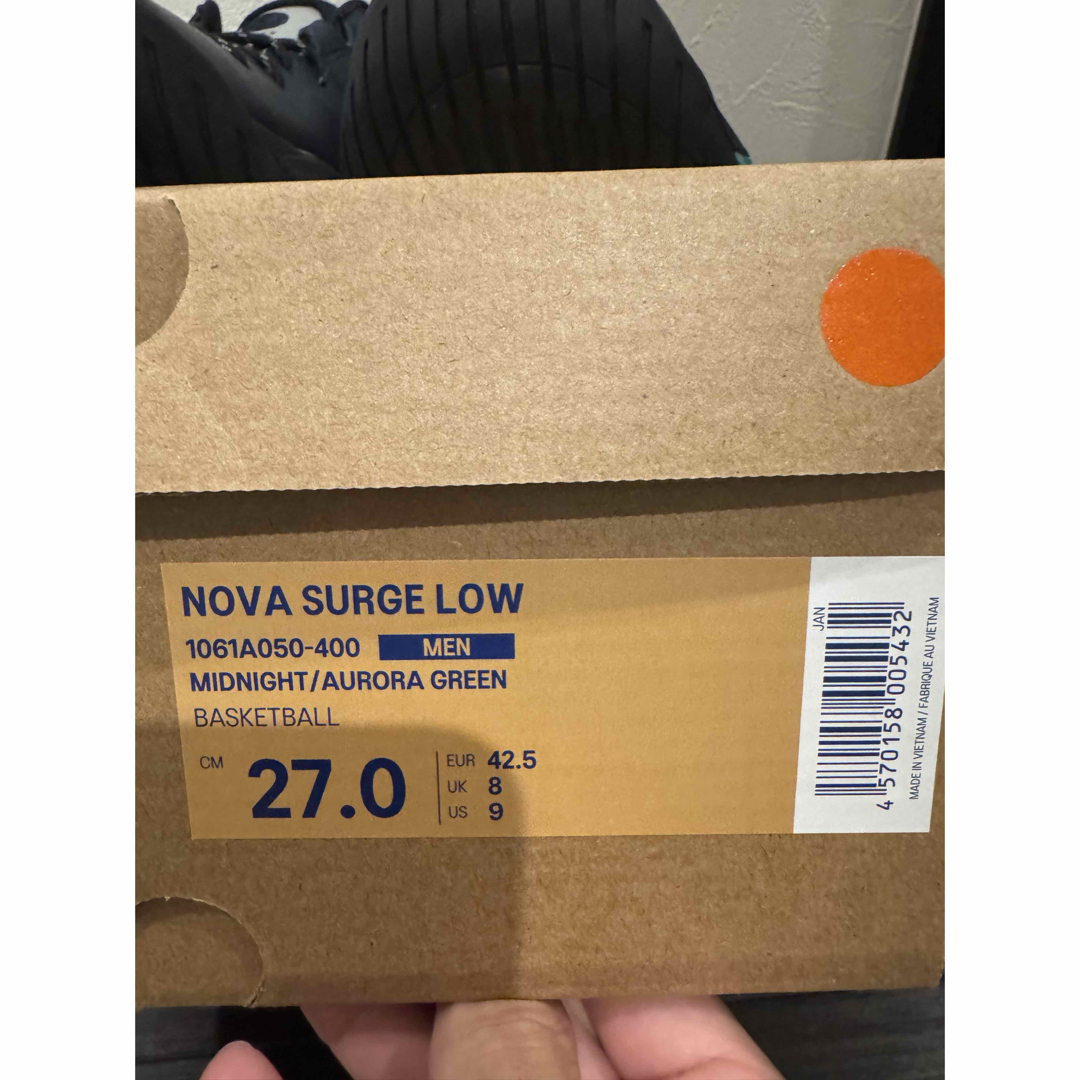 NOVA SURGE LOW
1061A050-400 MEN
MIDNIGHT/AURORA GREEN
BASKETBALL
CM 27.0
EUR 42.5
UK 8
US 9
JAN
4 570158 005432
MADE IN VIETNAM / FABRIQUE AU VIETNAM